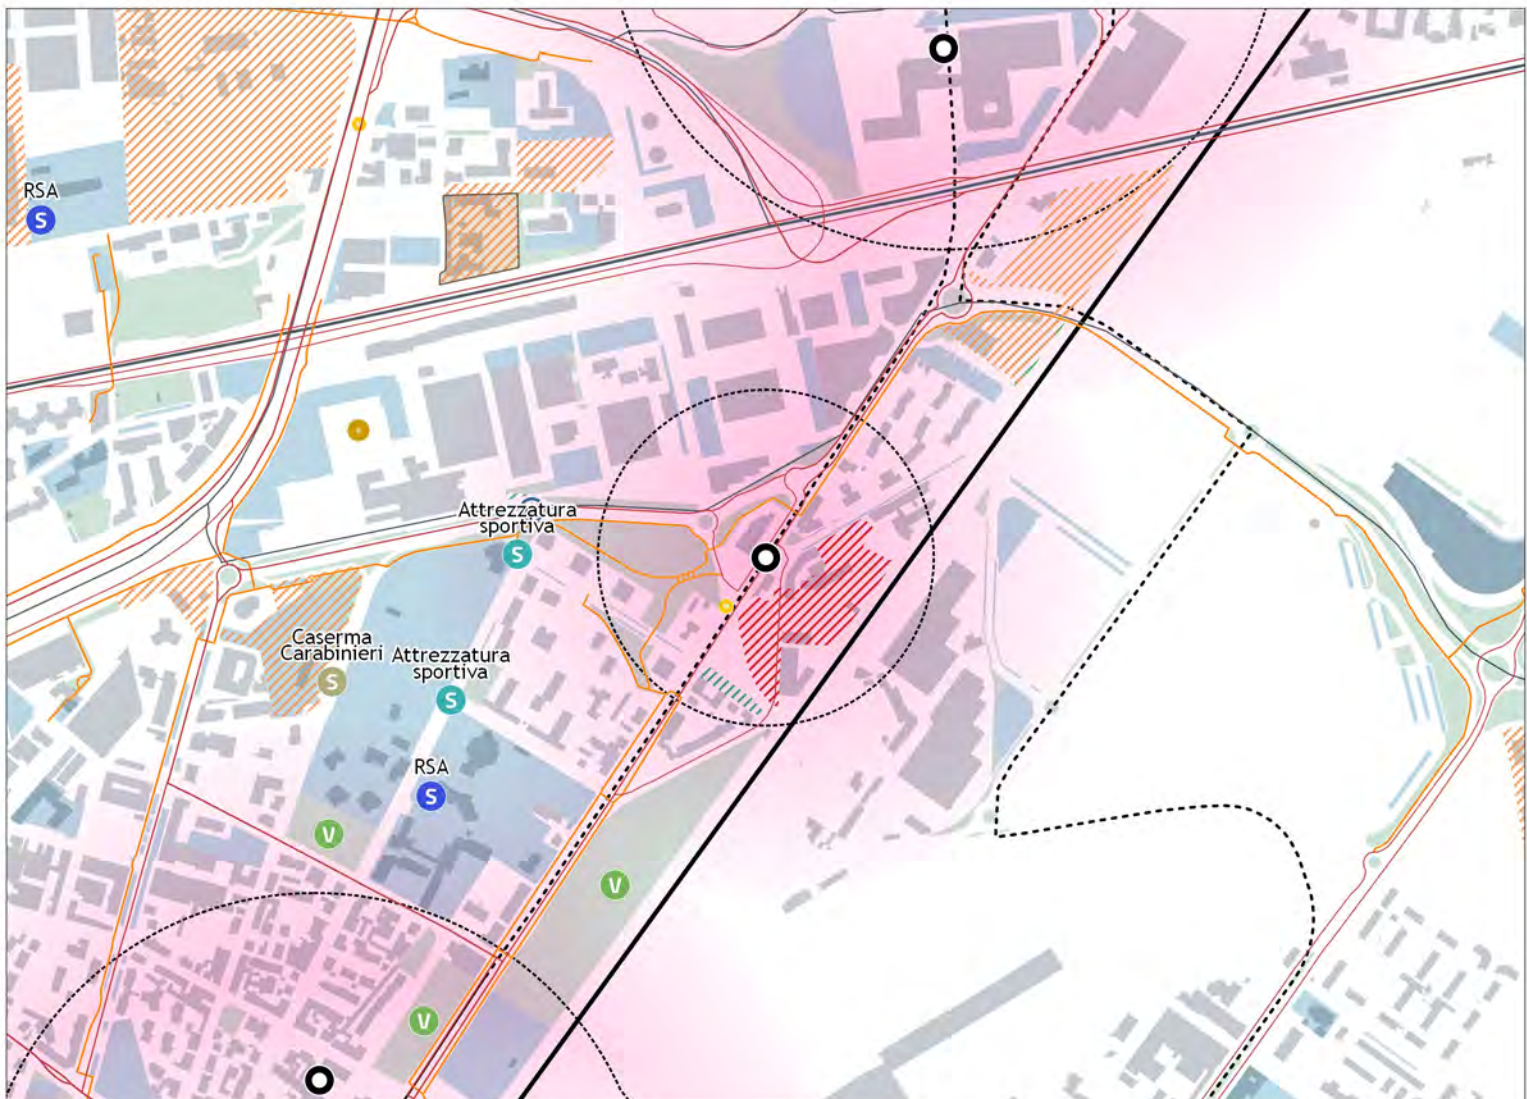 RSA
S
Attrezzatura
sportiva
S
Caserma
Carabinieri
S
Attrezzatura
sportiva
S
RSA
S
V
V
V